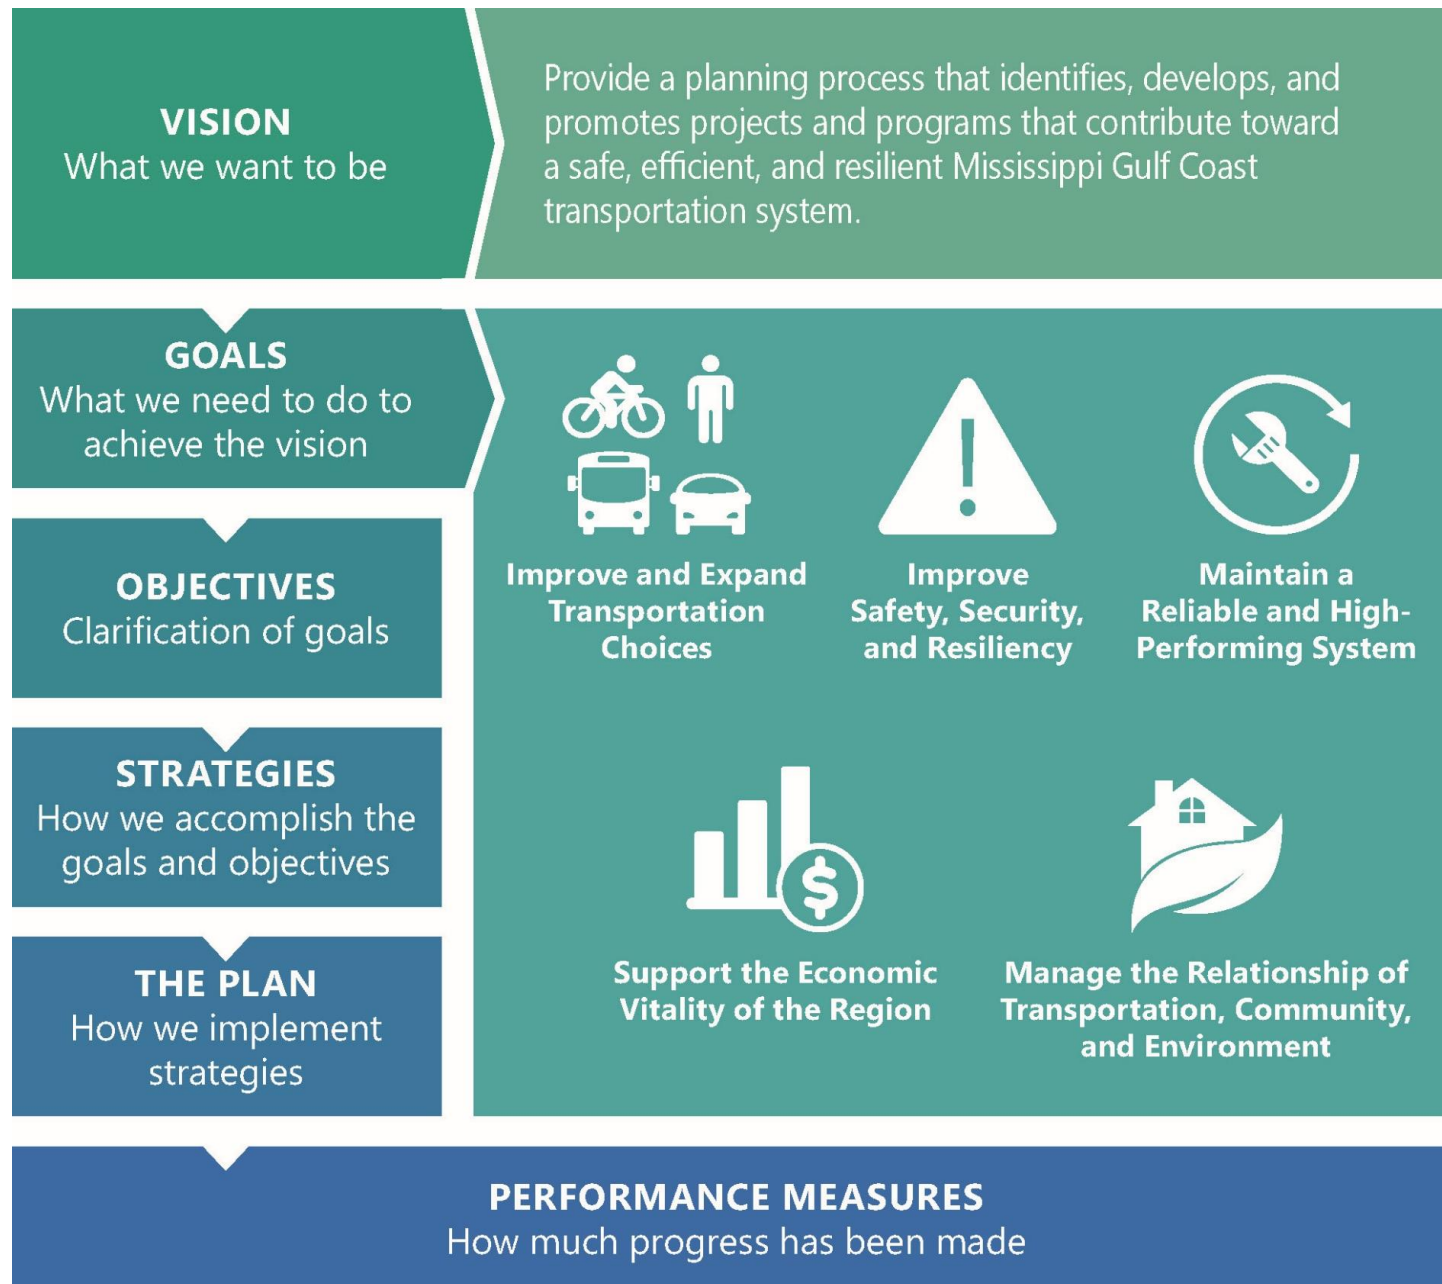 VISION
What we want to be
Provide a planning process that identifies, develops, and
promotes projects and programs that contribute toward
a safe, efficient, and resilient Mississippi Gulf Coast
transportation system.
GOALS
What we need to do to
achieve the vision
Improve and Expand
Transportation
Choices
Improve
Safety, Security,
and Resiliency
Maintain a
Reliable and High-
Performing System
Support the Economic
Vitality of the Region
Manage the Relationship of
Transportation, Community,
and Environment
OBJECTIVES
Clarification of goals
STRATEGIES
How we accomplish the
goals and objectives
THE PLAN
How we implement
strategies
PERFORMANCE MEASURES
How much progress has been made